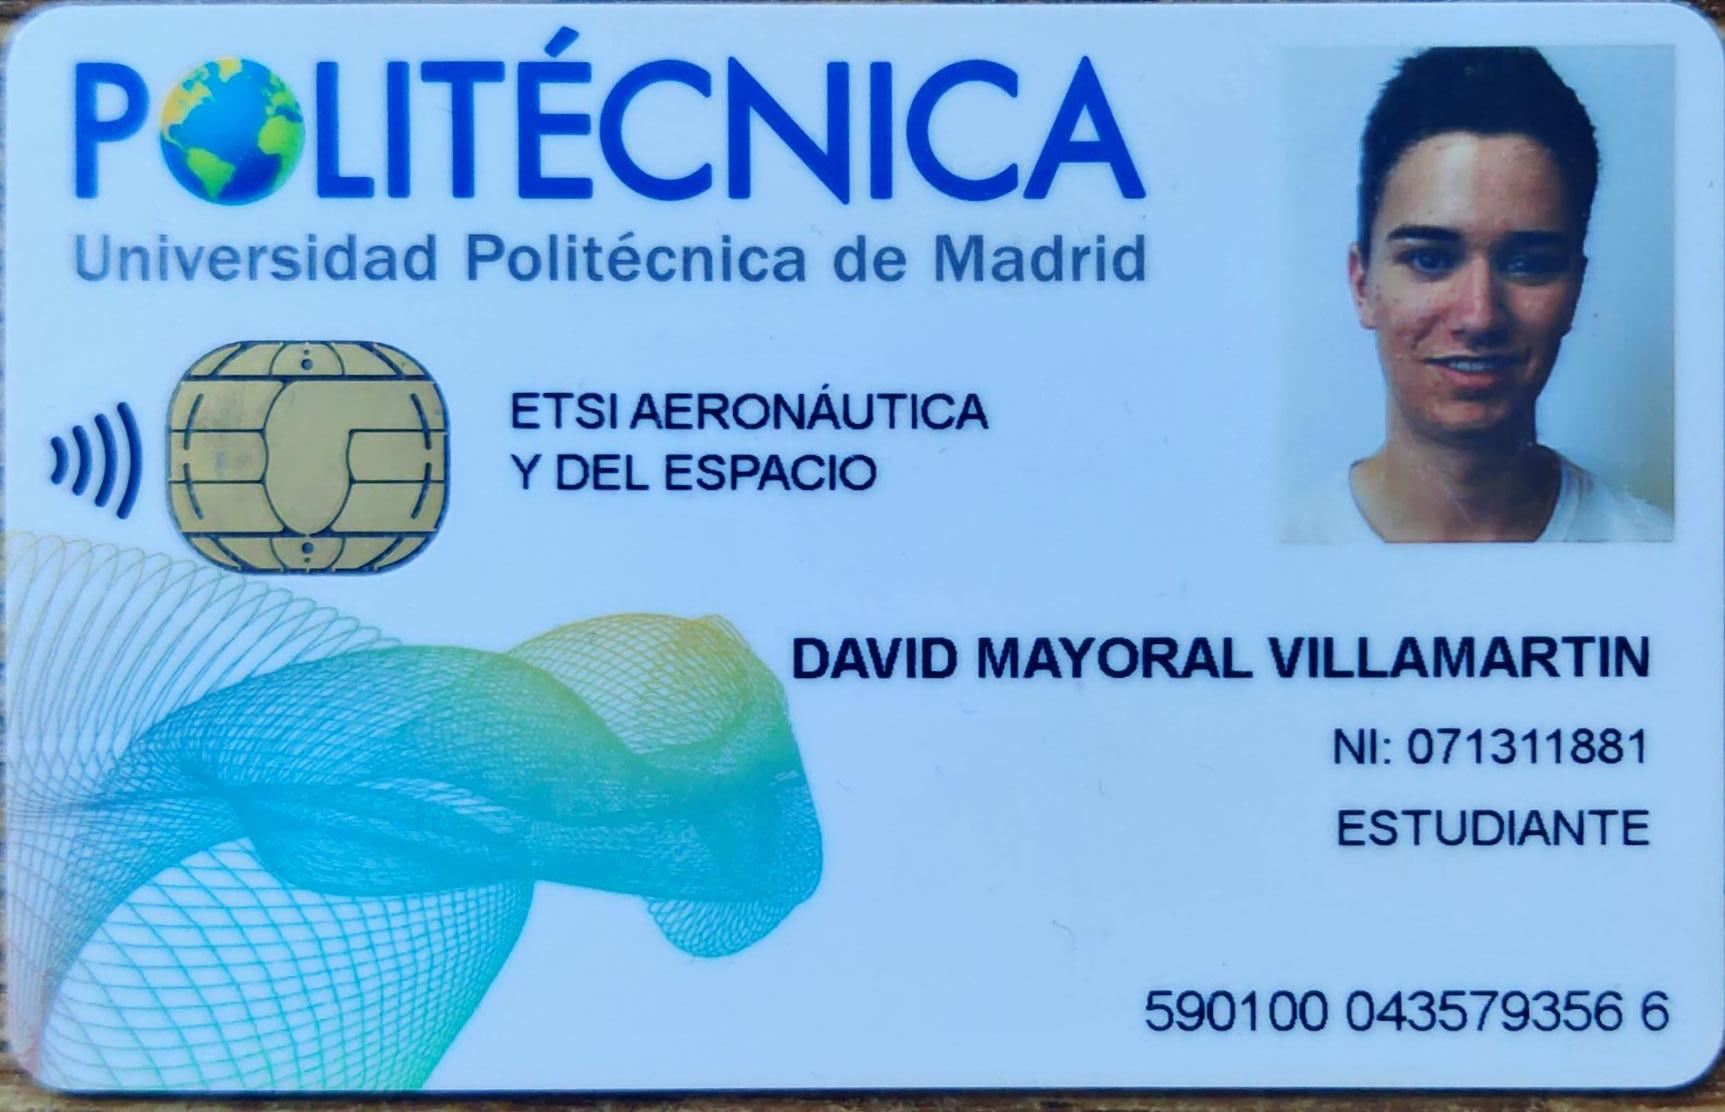 POLITÉCNICA
Universidad Politécnica de Madrid
ETSI AERONÁUTICA
Y DEL ESPACIO
DAVID MAYORAL VILLAMARTIN
NI: 071311881
ESTUDIANTE
590100 043579356 6